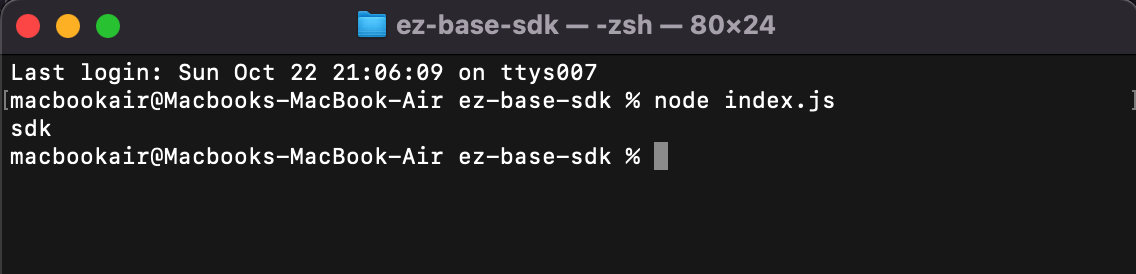 ez-base-sdk — -zsh — 80×24
Last login: Sun Oct 22 21:06:09 on ttys007
[macbookair@Macbooks-MacBook-Air ez-base-sdk % node index.js ]
sdk
macbookair@Macbooks-MacBook-Air ez-base-sdk %